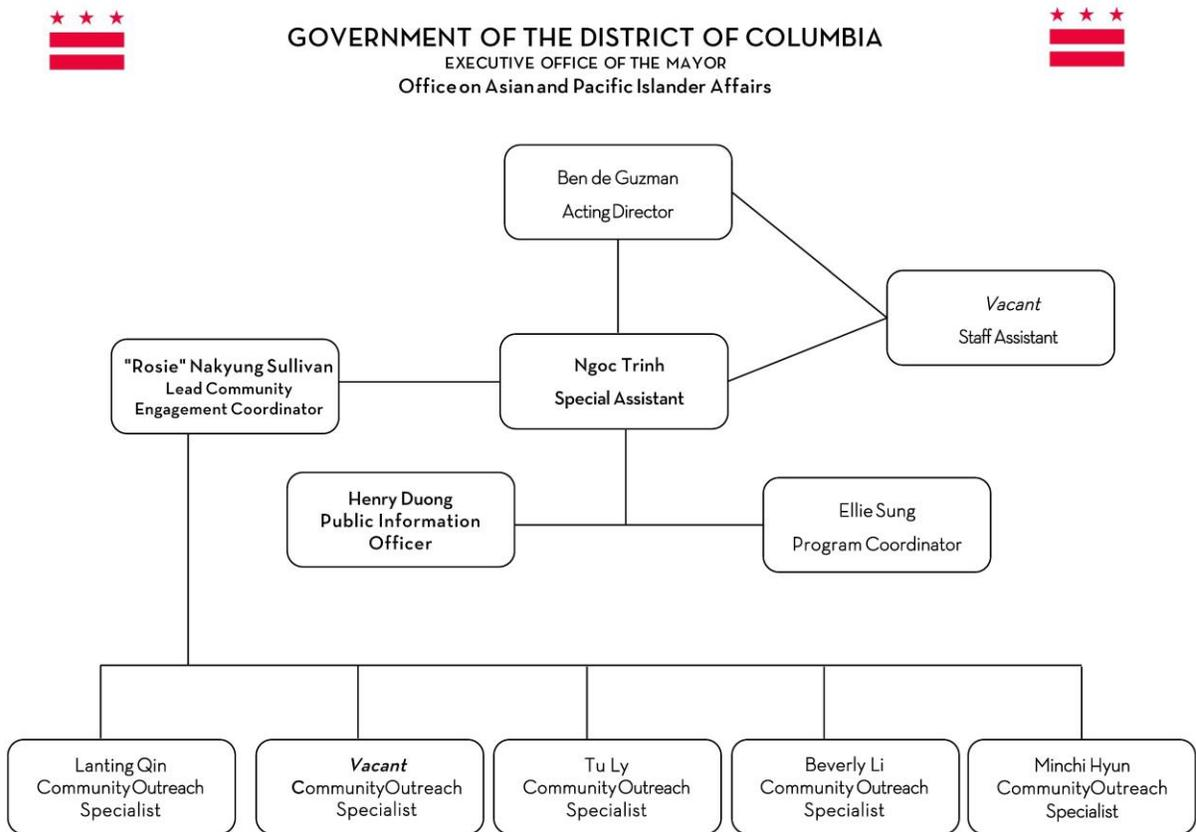 GOVERNMENT OF THE DISTRICT OF COLUMBIA
EXECUTIVE OFFICE OF THE MAYOR
Office on Asian and Pacific Islander Affairs
Ben de Guzman
Acting Director
Vacant
Staff Assistant
"Rosie" Nakyung Sullivan
Lead Community
Engagement Coordinator
Ngoc Trinh
Special Assistant
Henry Duong
Public Information
Officer
Ellie Sung
Program Coordinator
Lanting Qin
Community Outreach
Specialist
Vacant
Community Outreach
Specialist
Tu Ly
Community Outreach
Specialist
Beverly Li
Community Outreach
Specialist
Minchi Hyun
Community Outreach
Specialist